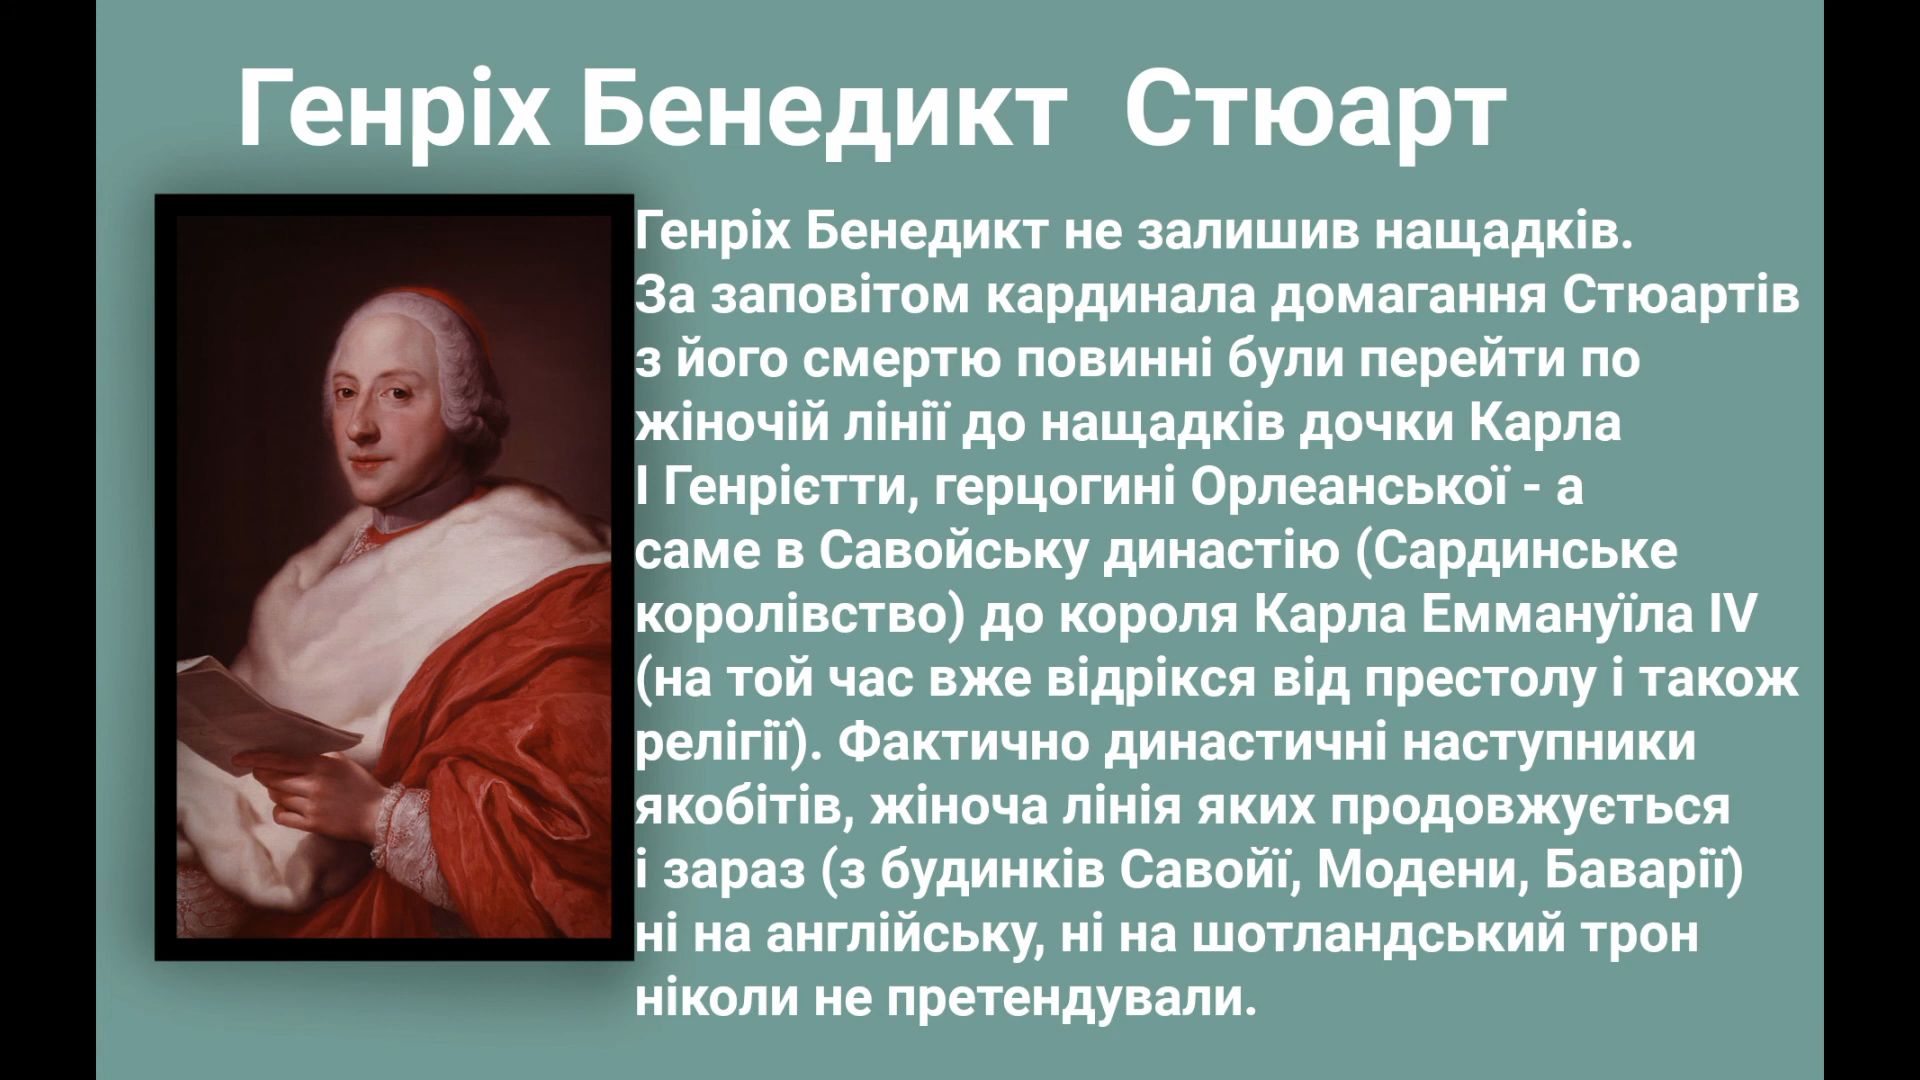 Генріх Бенедикт Стюарт
Генріх Бенедикт не залишив нащадків.
За заповітом кардинала домагання Стюартів
з його смертю повинні були перейти по
жіночій лінії до нащадків дочки Карла
І Генрієтти, герцогині Орлеанської - а
саме в Савойську династію (Сардинське
королівство) до короля Карла Еммануїла IV
(на той час вже відрікся від престолу і також
релігії). Фактично династичні наступники
якобітів, жіноча лінія яких продовжується
і зараз (з будинків Савойї, Модени, Баварії)
ні на англійську, ні на шотландський трон
ніколи не претендували.